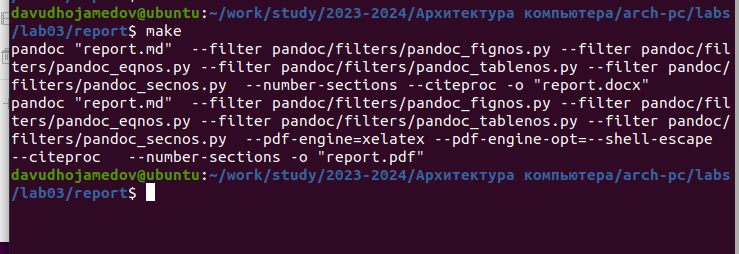 davudhojamedov@ubuntu:~/work/study/2023-2024/Архитектура компьютера/arch-pc/labs
/lab03/report$ make
pandoc "report.md"  --filter pandoc/filters/pandoc_fignos.py --filter pandoc/fil
ters/pandoc_eqnos.py --filter pandoc/filters/pandoc_tablenos.py --filter pandoc/
filters/pandoc_secnos.py  --number-sections --citeproc -o "report.docx"
pandoc "report.md"  --filter pandoc/filters/pandoc_fignos.py --filter pandoc/fil
ters/pandoc_eqnos.py --filter pandoc/filters/pandoc_tablenos.py --filter pandoc/
filters/pandoc_secnos.py  --pdf-engine=xelatex --pdf-engine-opt=--shell-escape
--citeproc   --number-sections -o "report.pdf"
davudhojamedov@ubuntu:~/work/study/2023-2024/Архитектура компьютера/arch-pc/labs
/lab03/report$